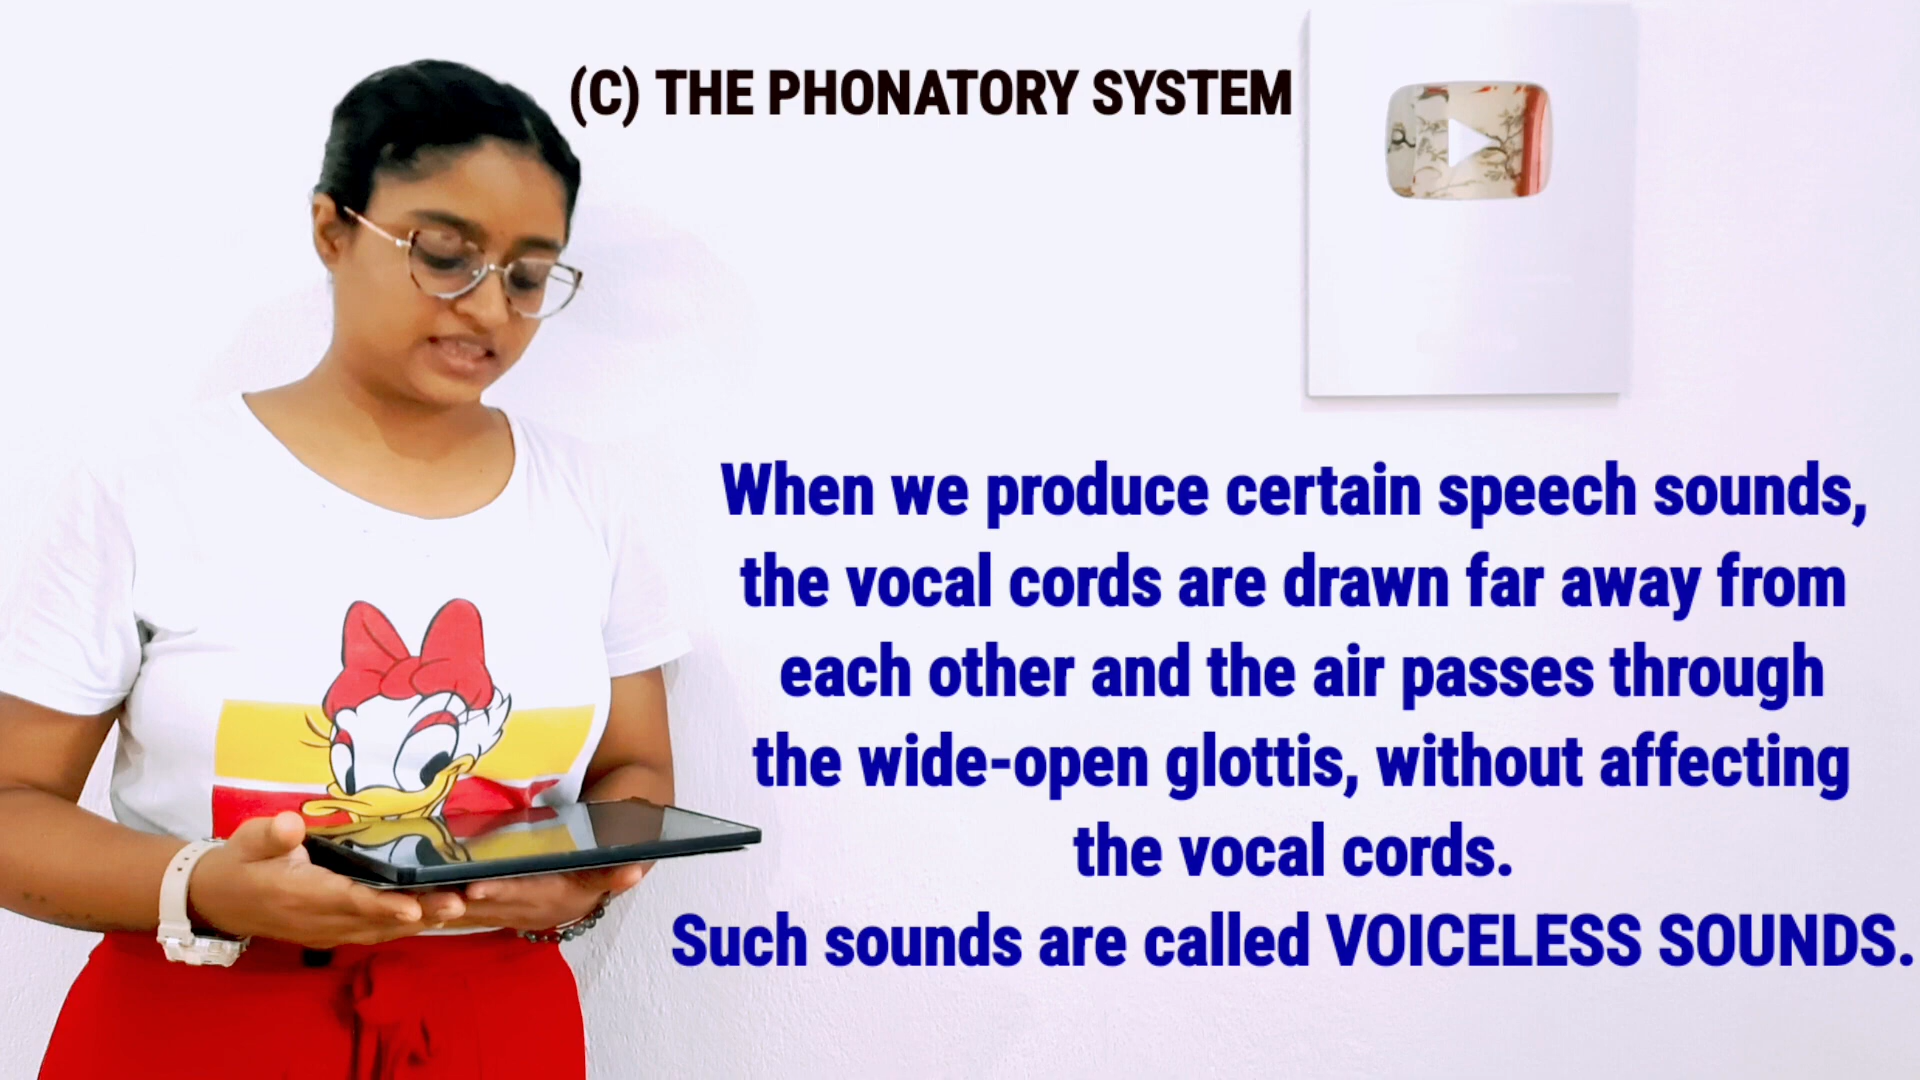 (C) THE PHONATORY SYSTEM
When we produce certain speech sounds,
the vocal cords are drawn far away from
each other and the air passes through
the wide-open glottis, without affecting
the vocal cords.
Such sounds are called VOICELESS SOUNDS.